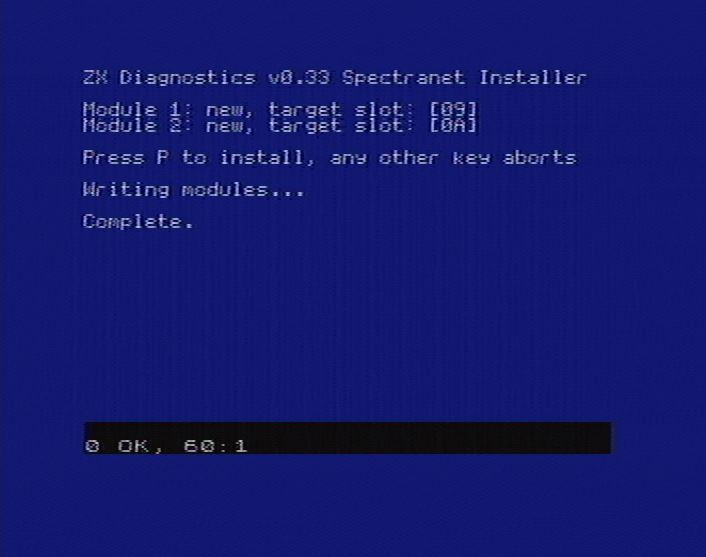 ZX Diagnostics v0.33 Spectranet Installer
Module 1: new, target slot: [09]
Module 2: new, target slot: [0A]
Press P to install, any other key aborts
Writing modules...
Complete.
0 OK, 60:1